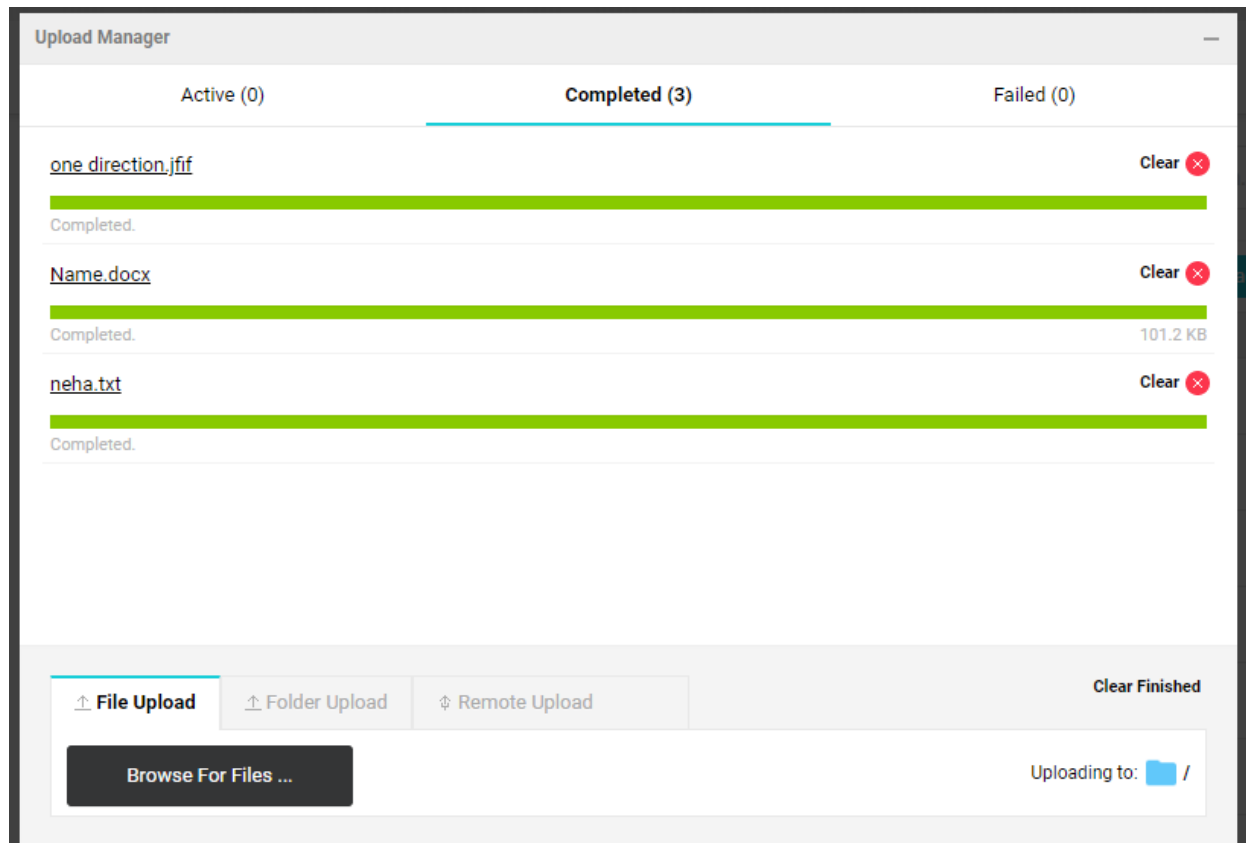 Upload Manager
Active (0) Completed (3) Failed (0)
one direction.jfif Clear
Completed.
Name.docx Clear
Completed. 101.2 KB
neha.txt Clear
Completed.
Clear Finished
File Upload Folder Upload Remote Upload
Browse For Files ... Uploading to: /